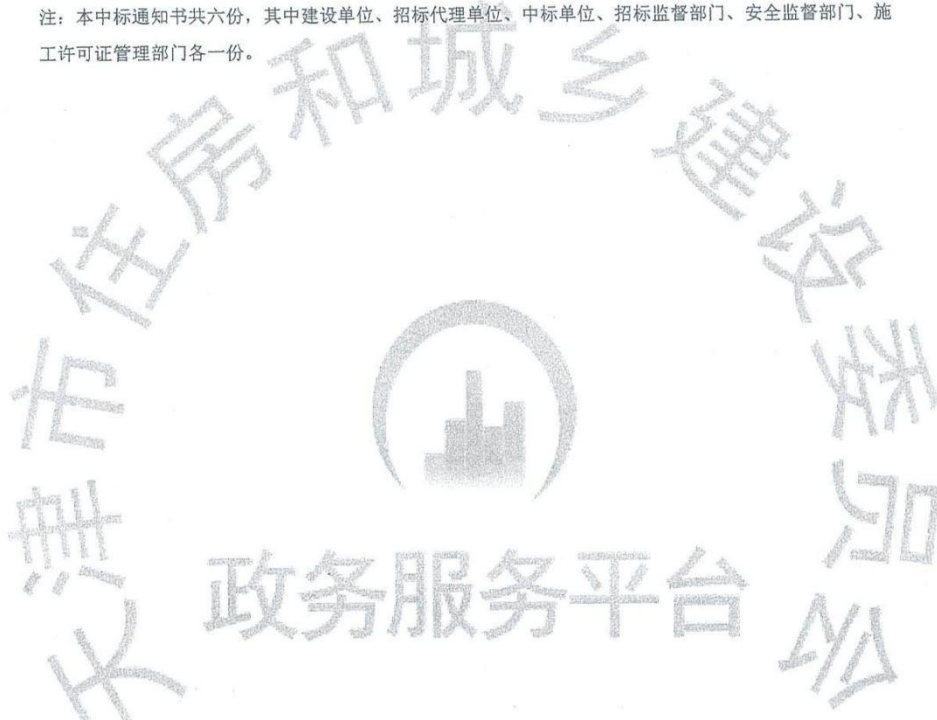 注：本中标通知书共六份，其中建设单位、招标代理单位、中标单位、招标监督部门、安全监督部门、施
工许可证管理部门各一份。
天津市住房和城乡建设委员会
政务服务平台